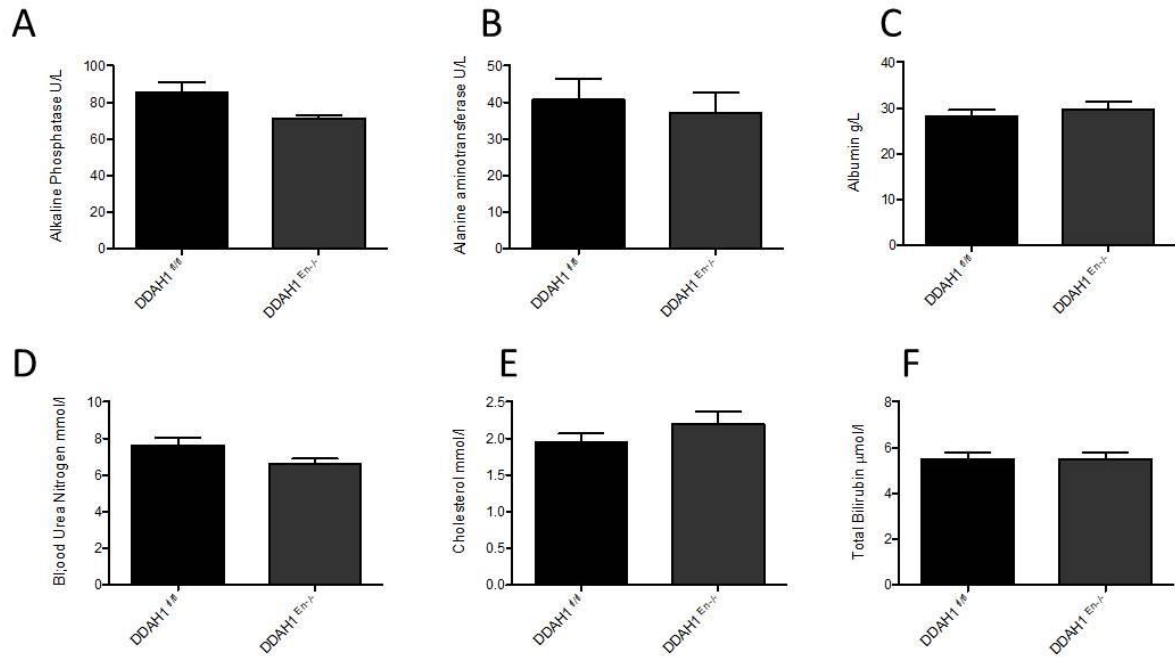 A
Alkaline Phosphatase U/L
100
80
60
40
20
0
DDAH1 fl/fl
DDAH1 En-/-
B
Alanine aminotransferase U/L
50
40
30
20
10
0
DDAH1 fl/fl
DDAH1 En-/-
C
Albumin g/L
40
30
20
10
0
DDAH1 fl/fl
DDAH1 En-/-
D
Bl;ood Urea Nitrogen mmol/l
10
8
6
4
2
0
DDAH1 fl/fl
DDAH1 En-/-
E
Cholesterol mmol/l
2.5
2.0
1.5
1.0
0.5
0.0
DDAH1 fl/fl
DDAH1 En-/-
F
Total Bilirubin μmol/l
8
6
4
2
0
DDAH1 fl/fl
DDAH1 En-/-